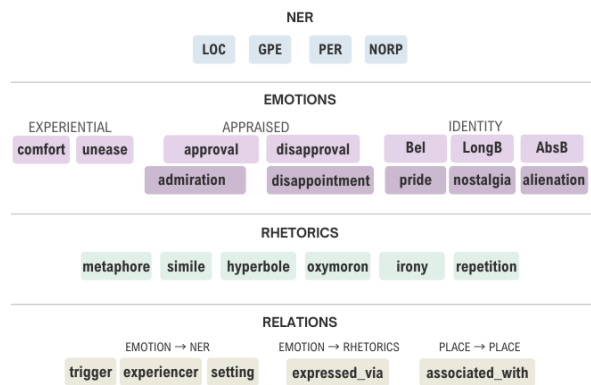 NER
LOC GPE PER NORP
EMOTIONS
EXPERIENTIAL APPRAISED IDENTITY
comfort unease approval disapproval Bel LongB AbsB
admiration disappointment pride nostalgia alienation
RHETORICS
metaphore simile hyperbole oxymoron irony repetition
RELATIONS
EMOTION → NER EMOTION → RHETORICS PLACE → PLACE
trigger experiencer setting expressed_via associated_with